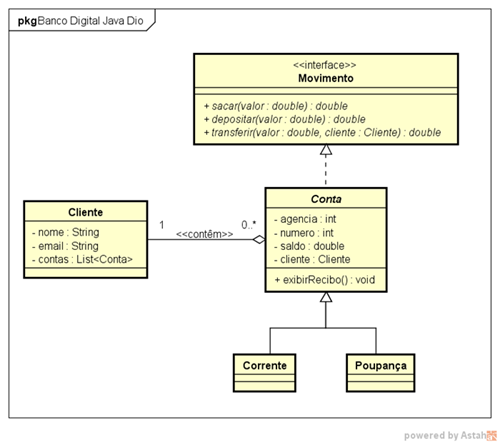 pkg Banco Digital Java Dio
<<interface>>
Movimento
+ sacar(valor : double) : double
+ depositar(valor : double) : double
+ transferir(valor : double, cliente : Cliente) : double
Cliente
- nome : String
- email : String
- contas : List<Conta>
1
0..*
<<contêm>>
Conta
- agencia : int
- numero : int
- saldo : double
- cliente : Cliente
+ exibirRecibo() : void
Corrente
Poupança
powered by Astah